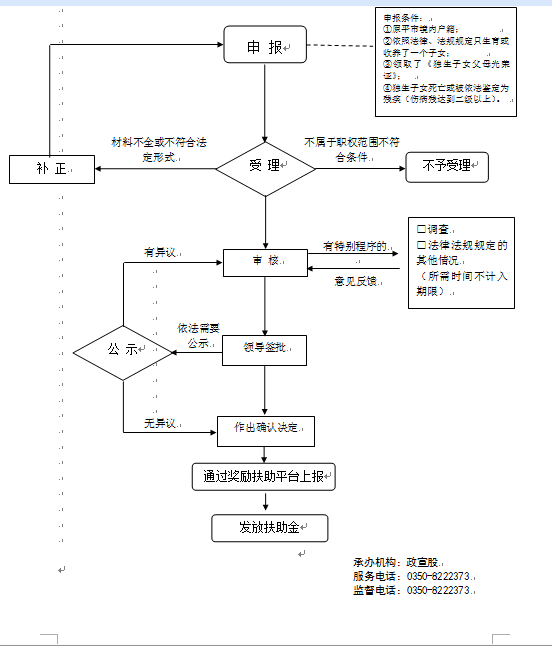 申报条件:
①原平市境内户籍;
②依照法律、法规规定只生育或
收养了一个子女;
③领取了《独生子女父母光荣
证》;
④独生子女死亡或被依法鉴定为
残疾(伤病残达到二级以上)。
申 报
材料不全或不符合法
定形式.
不属于职权范围不符
合条件.
补 正
受 理
不予受理
□调查
□法律法规规定的
其他情况
(所需时间不计入
期限)
有异议
审 核
有特别程序的
意见反馈
公 示
依法需要
公示.
领导签批
无异议
作出确认决定
通过奖励扶助平台上报
发放扶助金
承办机构:政宣股
服务电话:0350-8222373
监督电话:0350-8222373